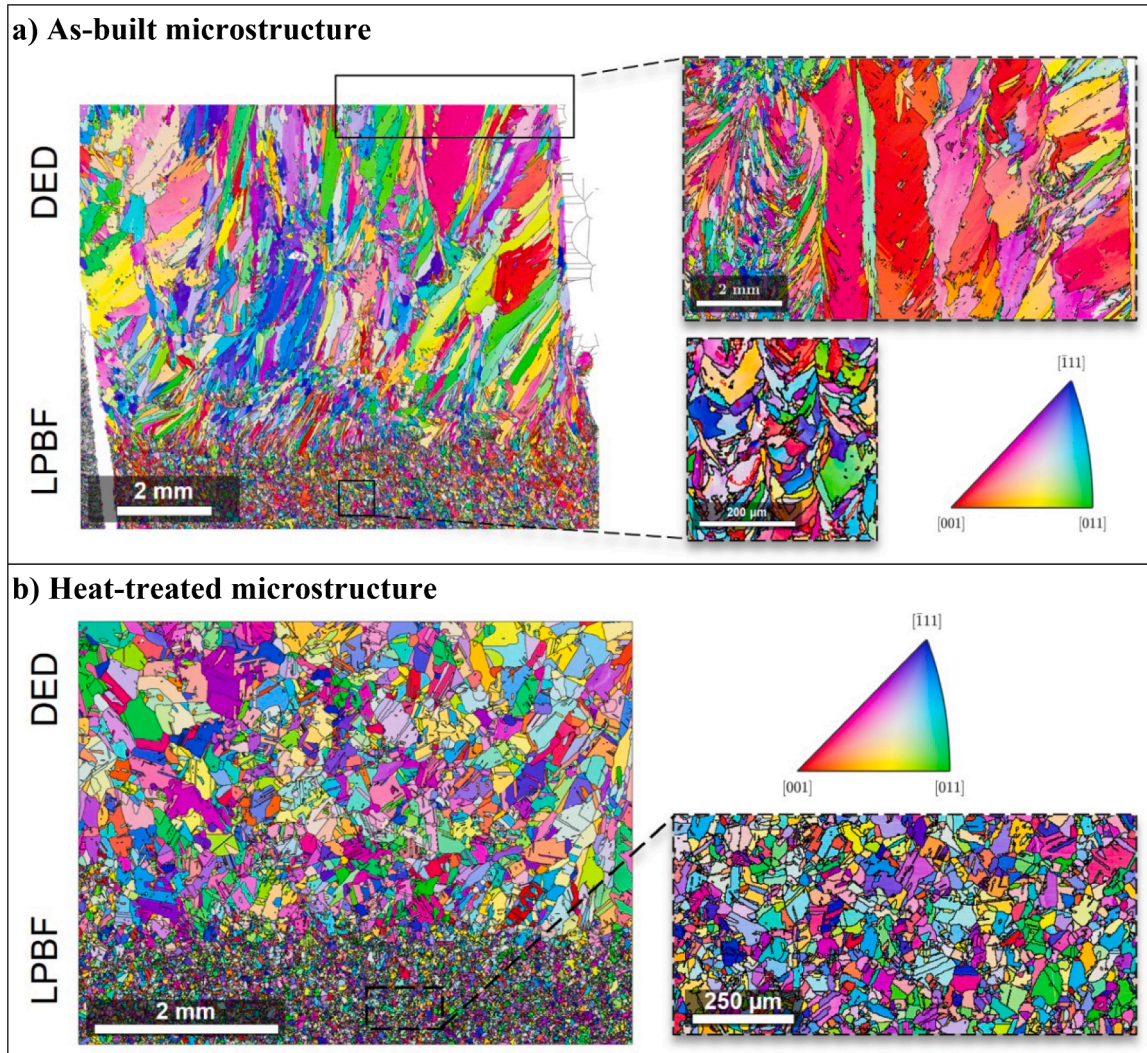 a) As-built microstructure
DED
LPBF
2 mm
2 mm
200 µm
[1̄11]
[001]
[011]
b) Heat-treated microstructure
DED
LPBF
2 mm
[1̄11]
[001]
[011]
250 µm